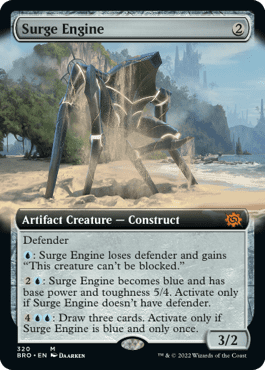 Surge Engine 2
Artifact Creature — Construct
Defender
: Surge Engine loses defender and gains
“This creature can't be blocked.”
2 : Surge Engine becomes blue and has
base power and toughness 5/4. Activate only
if Surge Engine doesn't have defender.
4 : Draw three cards. Activate only if
Surge Engine is blue and only once.
3/2
320 M
BRO • EN DAARKEN
™ & © 2022 Wizards of the Coast